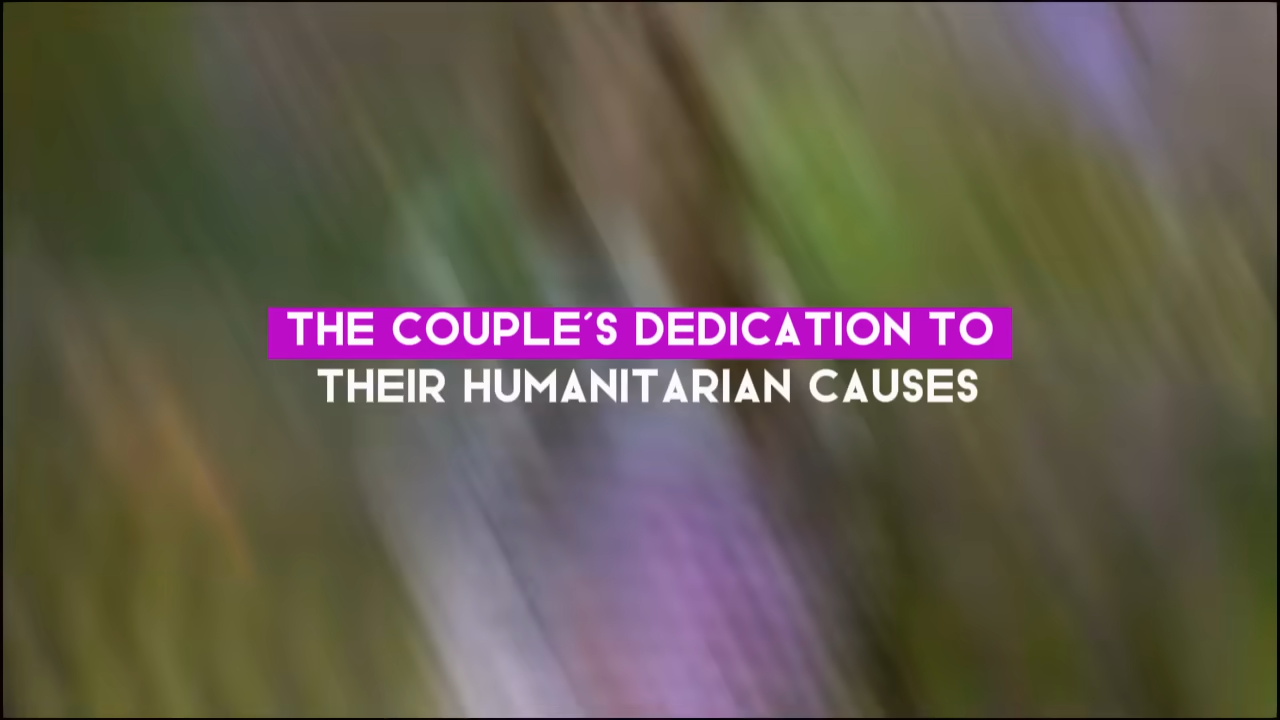 THE COUPLE'S DEDICATION TO
THEIR HUMANITARIAN CAUSES